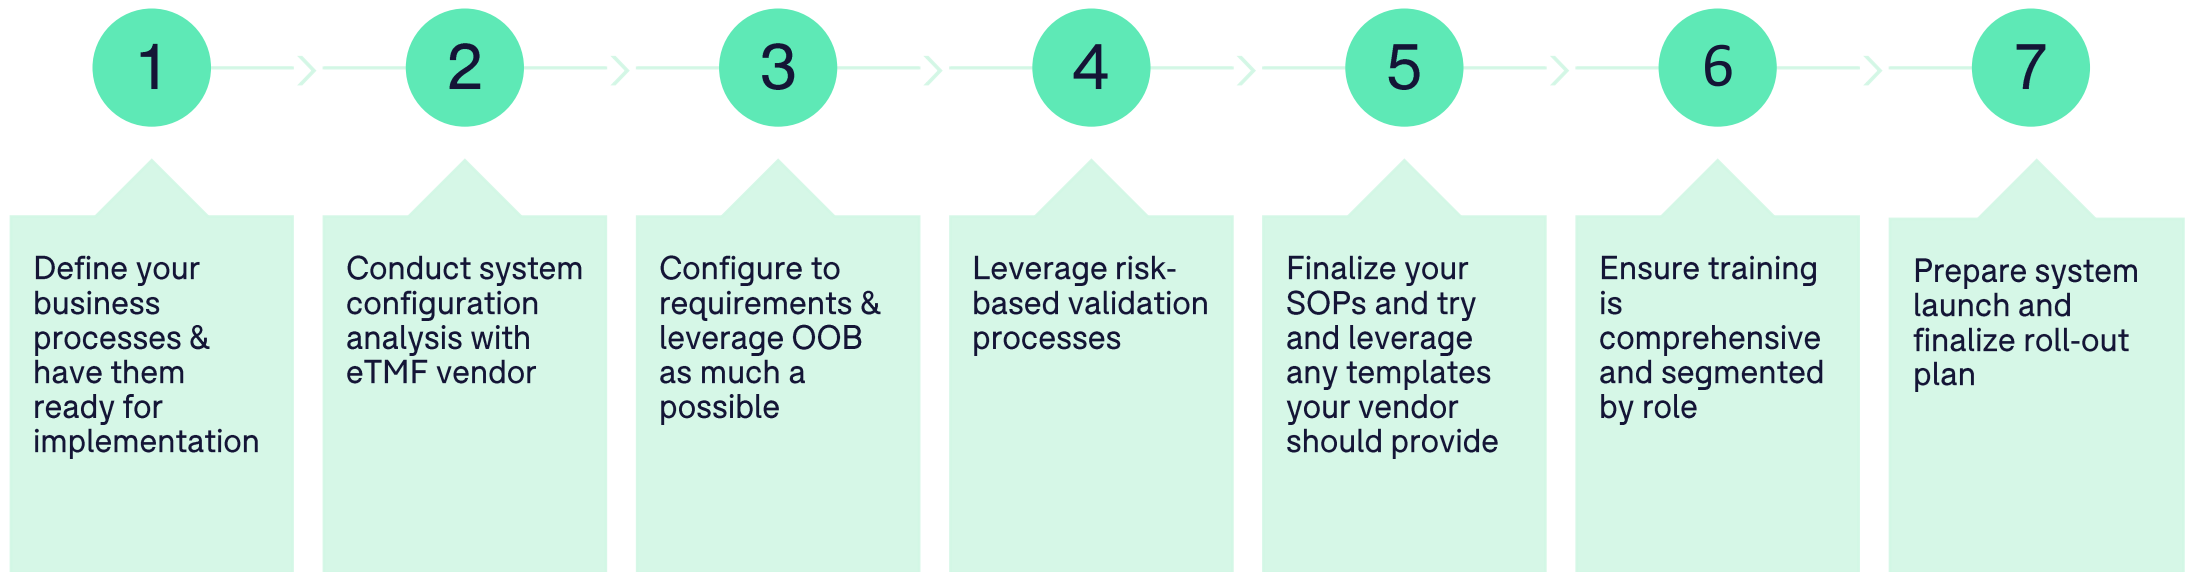 1
Define your
business
processes &
have them
ready for
implementation
2
Conduct system
configuration
analysis with
eTMF vendor
3
Configure to
requirements &
leverage OOB
as much a
possible
4
Leverage risk-
based validation
processes
5
Finalize your
SOPs and try
and leverage
any templates
your vendor
should provide
6
Ensure training
is
comprehensive
and segmented
by role
7
Prepare system
launch and
finalize roll-out
plan